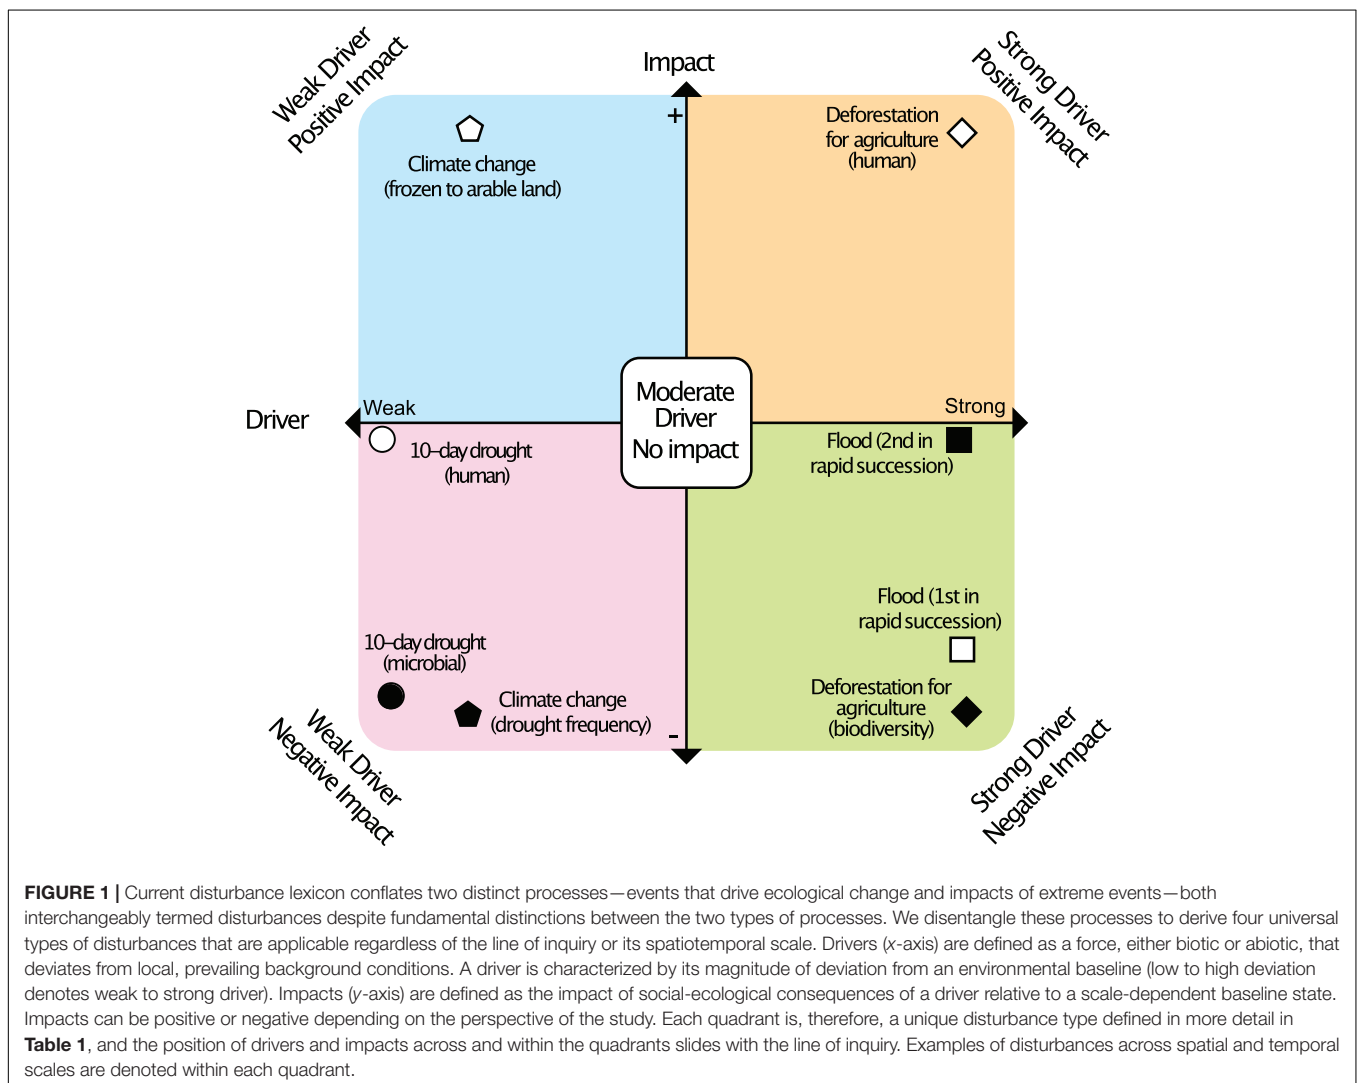 Weak Driver
Positive Impact
Impact
Strong Driver
Positive Impact
+
Climate change
(frozen to arable land)
Deforestation
for agriculture
(human)
Driver
Weak
Moderate
Driver
No impact
Strong
10–day drought
(human)
Flood (2nd in
rapid succession)
10–day drought
(microbial)
Climate change
(drought frequency)
Flood (1st in
rapid succession)
Deforestation for
agriculture
(biodiversity)
-
Weak Driver
Negative Impact
Strong Driver
Negative Impact
FIGURE 1 | Current disturbance lexicon conflates two distinct processes—events that drive ecological change and impacts of extreme events—both
interchangeably termed disturbances despite fundamental distinctions between the two types of processes. We disentangle these processes to derive four universal
types of disturbances that are applicable regardless of the line of inquiry or its spatiotemporal scale. Drivers (x-axis) are defined as a force, either biotic or abiotic, that
deviates from local, prevailing background conditions. A driver is characterized by its magnitude of deviation from an environmental baseline (low to high deviation
denotes weak to strong driver). Impacts (y-axis) are defined as the impact of social-ecological consequences of a driver relative to a scale-dependent baseline state.
Impacts can be positive or negative depending on the perspective of the study. Each quadrant is, therefore, a unique disturbance type defined in more detail in
Table 1, and the position of drivers and impacts across and within the quadrants slides with the line of inquiry. Examples of disturbances across spatial and temporal
scales are denoted within each quadrant.